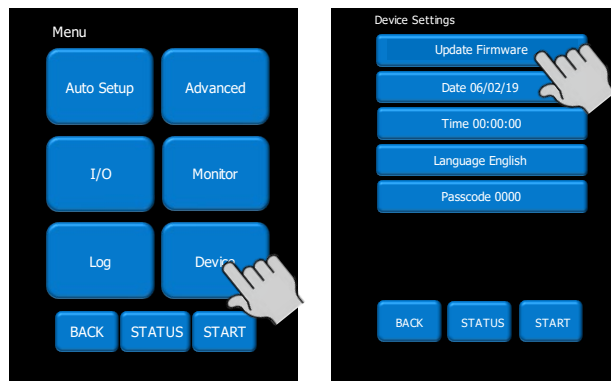 Menu
Auto Setup
Advanced
I/O
Monitor
Log
Device
BACK
STATUS
START
Device Settings
Update Firmware
Date 06/02/19
Time 00:00:00
Language English
Passcode 0000
BACK
STATUS
START